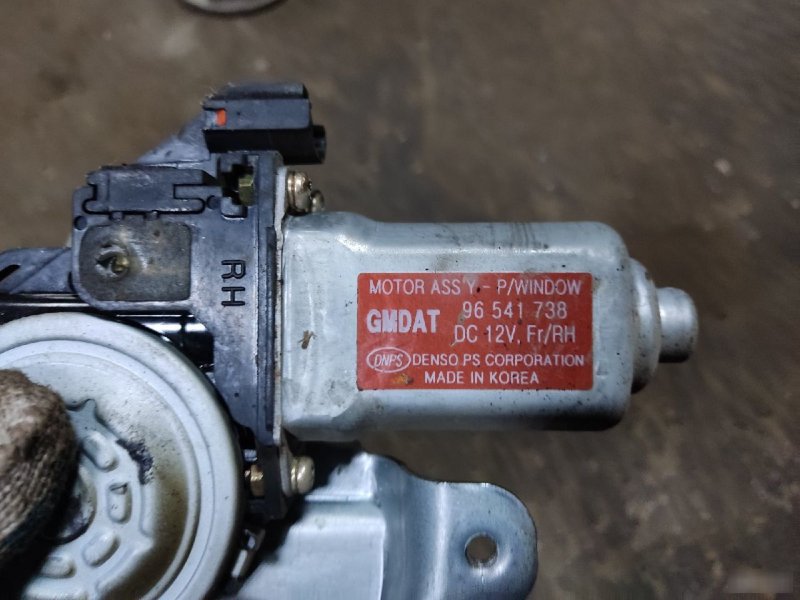 RH
MOTOR ASS'Y - P/WINDOW
GMDAT 96 541 738
DC 12V, Fr/RH
DNPS DENSO PS CORPORATION
MADE IN KOREA